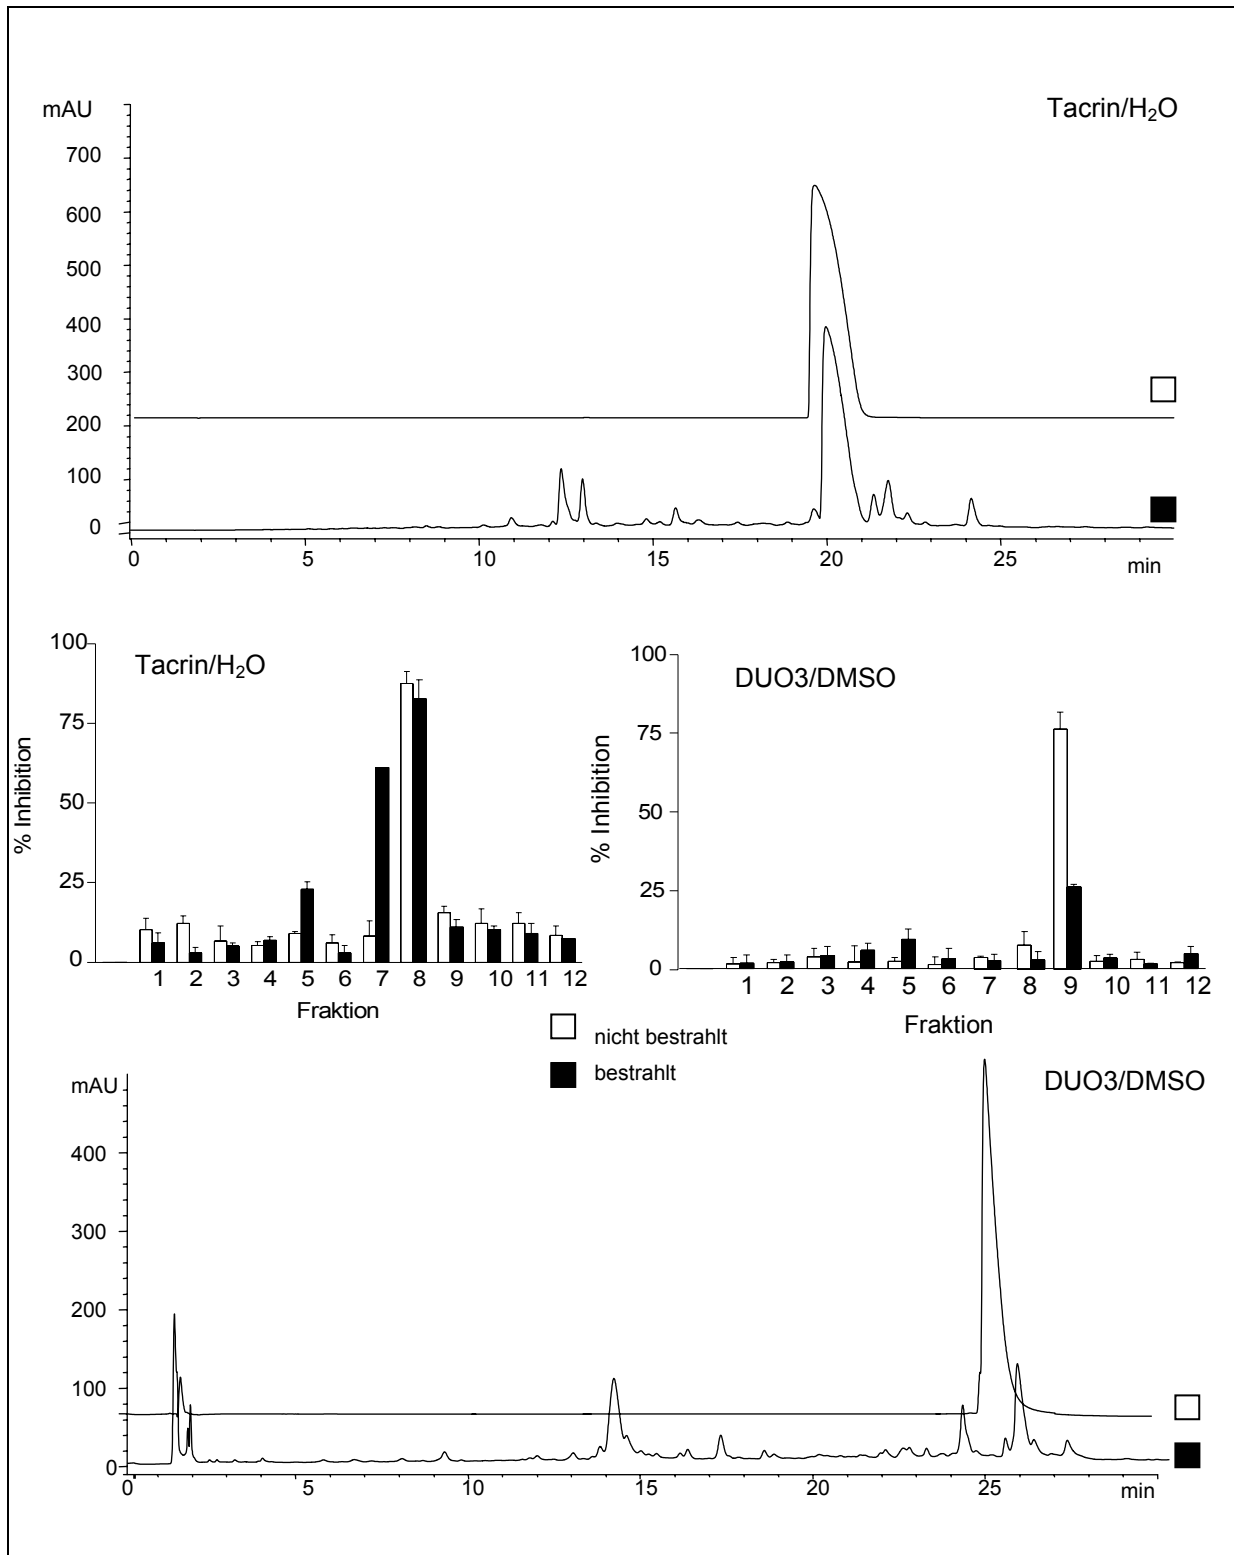 mAU
Tacrin/H₂O
700
600
500
400
300
200
100
0
0 5 10 15 20 25
min
Tacrin/H₂O
% Inhibition
100
75
50
25
0
1 2 3 4 5 6 7 8 9 10 11 12
Fraktion
DUO3/DMSO
% Inhibition
100
75
50
25
0
1 2 3 4 5 6 7 8 9 10 11 12
Fraktion
nicht bestrahlt
bestrahlt
mAU
DUO3/DMSO
400
300
200
100
0
0 5 10 15 20 25
min